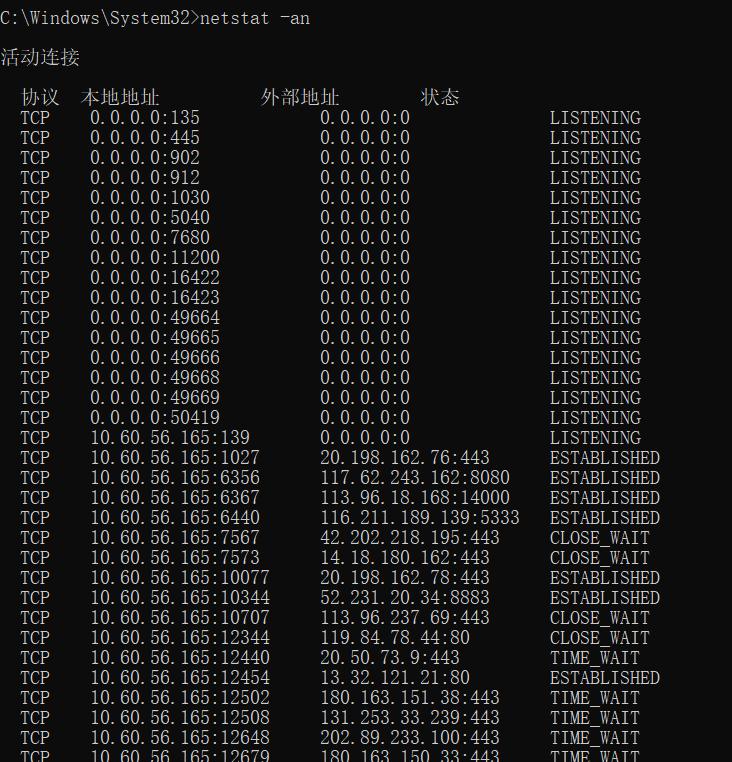 C:\Windows\System32>netstat -an
活动连接
协议 本地地址 外部地址 状态
TCP 0.0.0.0:135 0.0.0.0:0 LISTENING
TCP 0.0.0.0:445 0.0.0.0:0 LISTENING
TCP 0.0.0.0:902 0.0.0.0:0 LISTENING
TCP 0.0.0.0:912 0.0.0.0:0 LISTENING
TCP 0.0.0.0:1030 0.0.0.0:0 LISTENING
TCP 0.0.0.0:5040 0.0.0.0:0 LISTENING
TCP 0.0.0.0:7680 0.0.0.0:0 LISTENING
TCP 0.0.0.0:11200 0.0.0.0:0 LISTENING
TCP 0.0.0.0:16422 0.0.0.0:0 LISTENING
TCP 0.0.0.0:16423 0.0.0.0:0 LISTENING
TCP 0.0.0.0:49664 0.0.0.0:0 LISTENING
TCP 0.0.0.0:49665 0.0.0.0:0 LISTENING
TCP 0.0.0.0:49666 0.0.0.0:0 LISTENING
TCP 0.0.0.0:49668 0.0.0.0:0 LISTENING
TCP 0.0.0.0:49669 0.0.0.0:0 LISTENING
TCP 0.0.0.0:50419 0.0.0.0:0 LISTENING
TCP 10.60.56.165:139 0.0.0.0:0 LISTENING
TCP 10.60.56.165:1027 20.198.162.76:443 ESTABLISHED
TCP 10.60.56.165:6356 117.62.243.162:8080 ESTABLISHED
TCP 10.60.56.165:6367 113.96.18.168:14000 ESTABLISHED
TCP 10.60.56.165:6440 116.211.189.139:5333 ESTABLISHED
TCP 10.60.56.165:7567 42.202.218.195:443 CLOSE_WAIT
TCP 10.60.56.165:7573 14.18.180.162:443 CLOSE_WAIT
TCP 10.60.56.165:10077 20.198.162.78:443 ESTABLISHED
TCP 10.60.56.165:10344 52.231.20.34:8883 ESTABLISHED
TCP 10.60.56.165:10707 113.96.237.69:443 CLOSE_WAIT
TCP 10.60.56.165:12344 119.84.78.44:80 CLOSE_WAIT
TCP 10.60.56.165:12440 20.50.73.9:443 TIME_WAIT
TCP 10.60.56.165:12454 13.32.121.21:80 ESTABLISHED
TCP 10.60.56.165:12502 180.163.151.38:443 TIME_WAIT
TCP 10.60.56.165:12508 131.253.33.239:443 TIME_WAIT
TCP 10.60.56.165:12648 202.89.233.100:443 TIME_WAIT
TCP 10.60.56.165:12679 180.163.150.33:443 TIME_WAIT